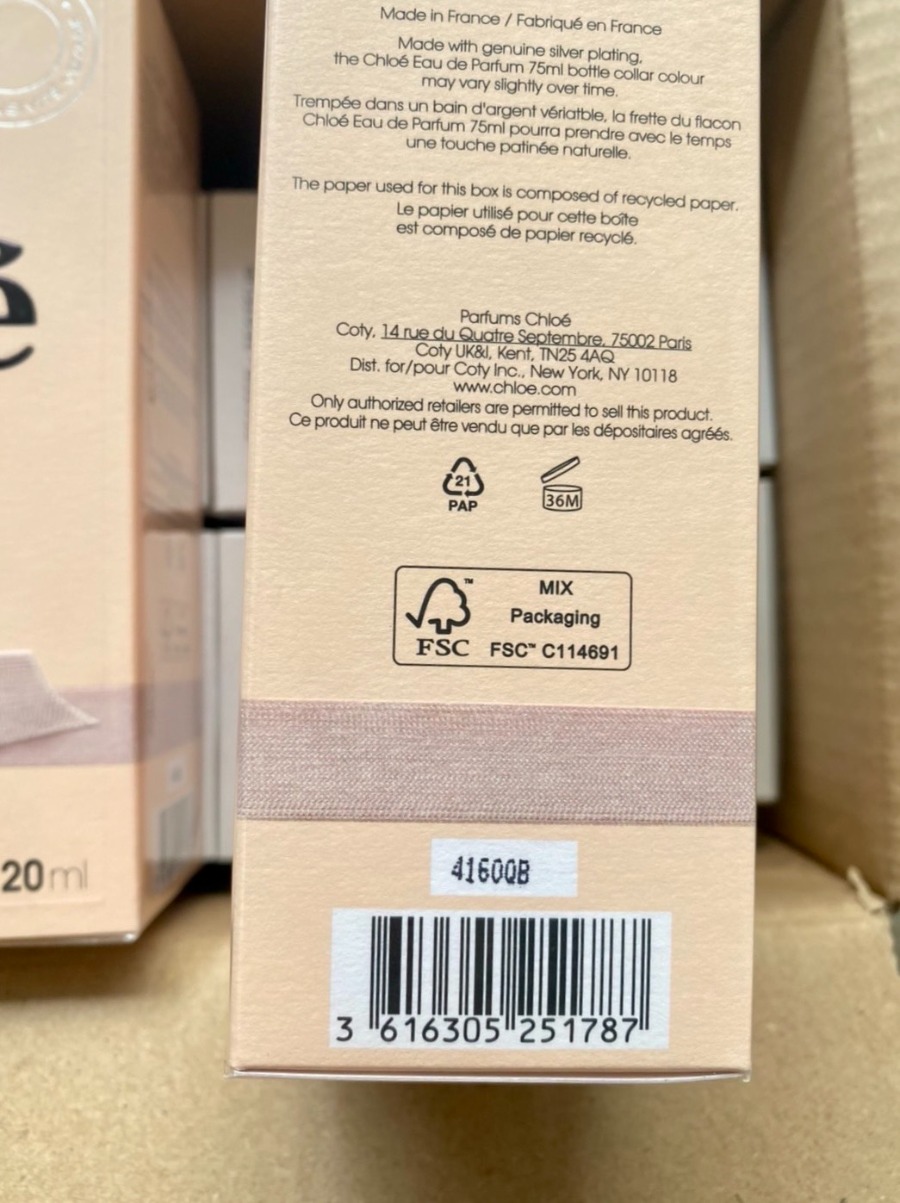 Made in France / Fabriqué en France
Made with genuine silver plating,
the Chloé Eau de Parfum 75ml bottle collar colour
may vary slightly over time.
Trempée dans un bain d'argent vériatble, la frette du flacon
Chloé Eau de Parfum 75ml pourra prendre avec le temps
une touche patinée naturelle.
The paper used for this box is composed of recycled paper.
Le papier utilisé pour cette boîte
est composé de papier recyclé.
Parfums Chloé
Coty, 14 rue du Quatre Septembre, 75002 Paris
Coty UK&I, Kent, TN25 4AQ
Dist. for/pour Coty Inc., New York, NY 10118
www.chloe.com
Only authorized retailers are permitted to sell this product.
Ce produit ne peut être vendu que par les dépositaires agréés.
21
PAP
36M
MIX
Packaging
FSC™ C114691
FSC
4160QB
3 616305 251787
é
20 ml